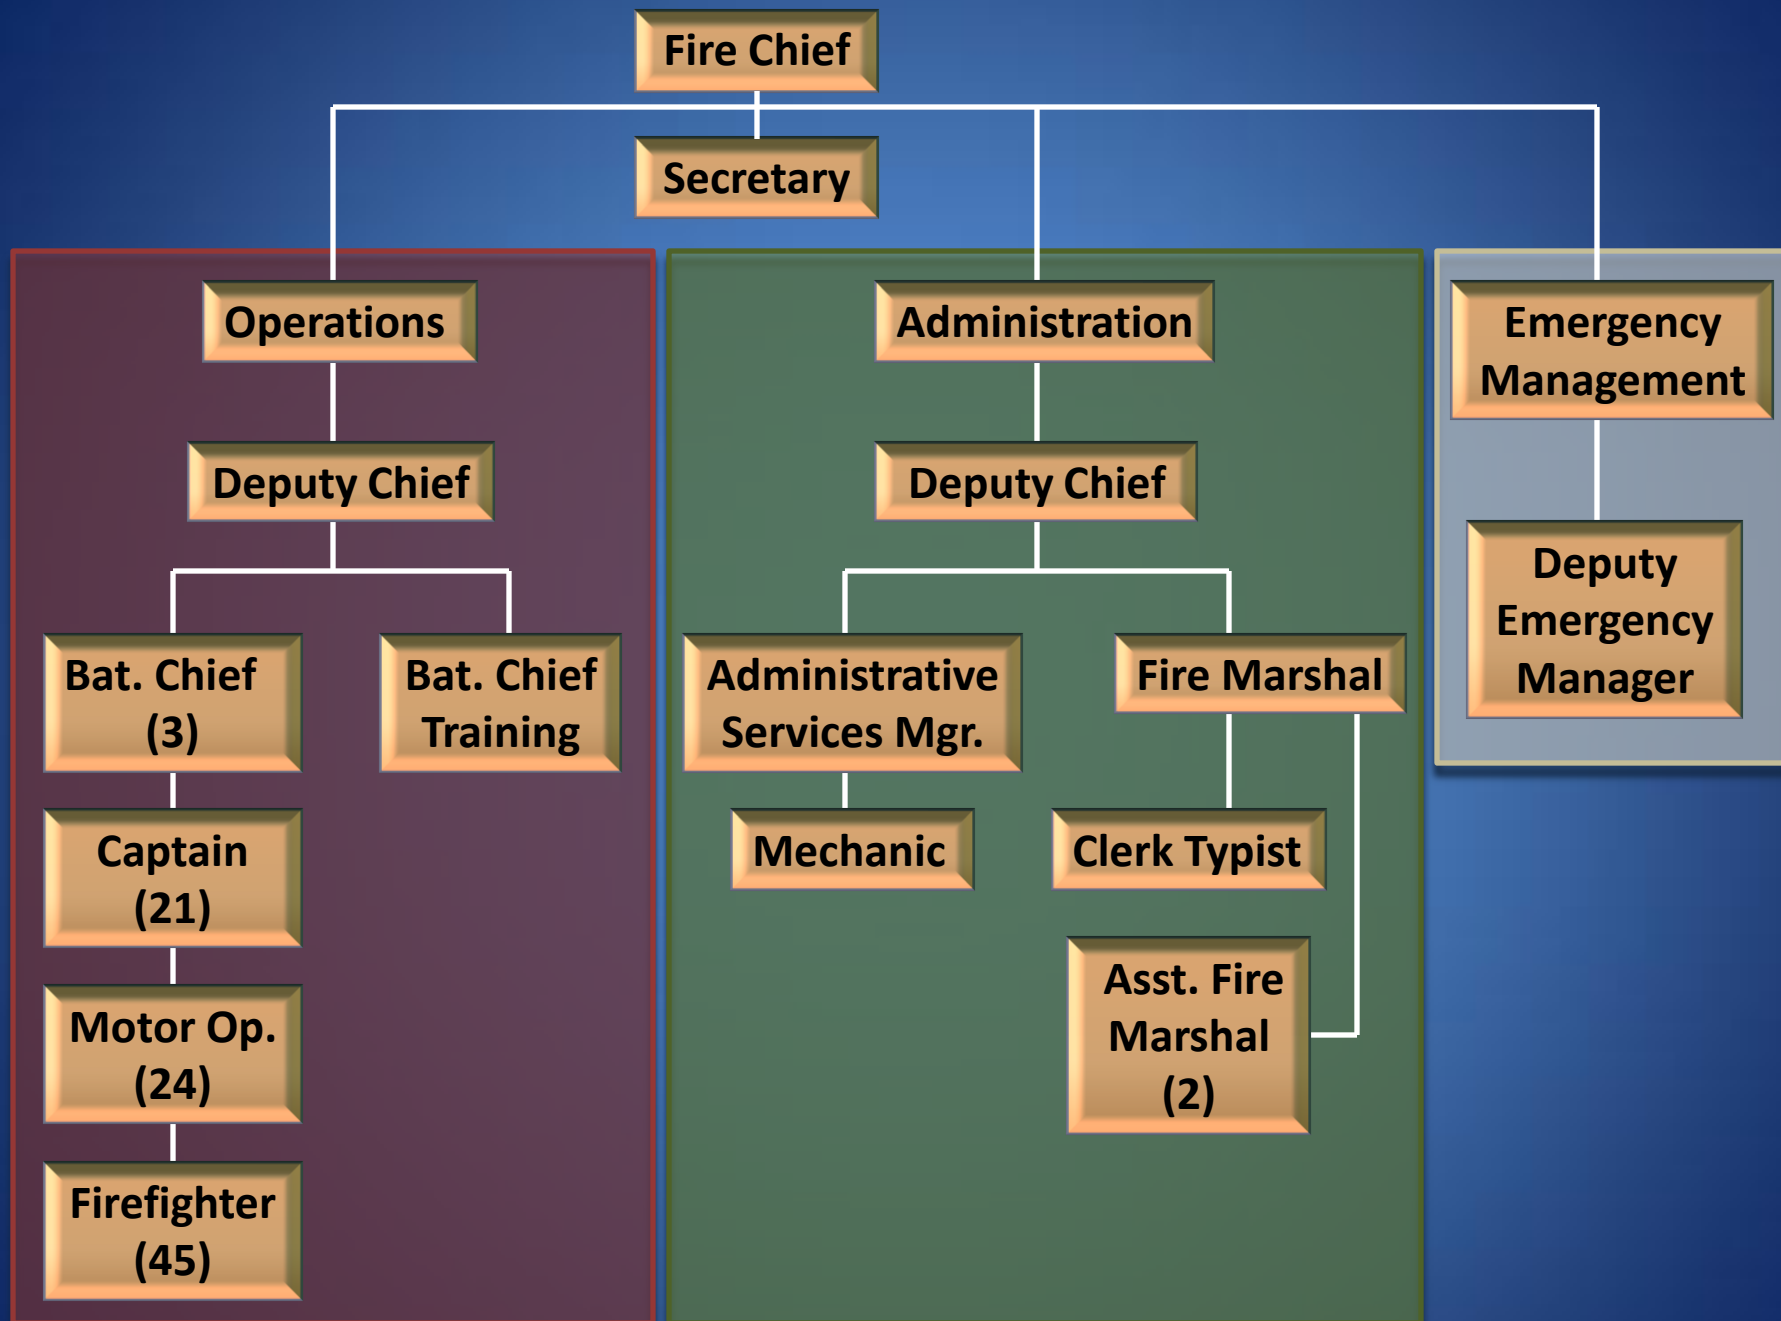 Fire Chief
Secretary
Operations
Deputy Chief
Bat. Chief
(3)
Bat. Chief
Training
Captain
(21)
Motor Op.
(24)
Firefighter
(45)
Administration
Deputy Chief
Administrative
Services Mgr.
Mechanic
Fire Marshal
Clerk Typist
Asst. Fire
Marshal
(2)
Emergency
Management
Deputy
Emergency
Manager